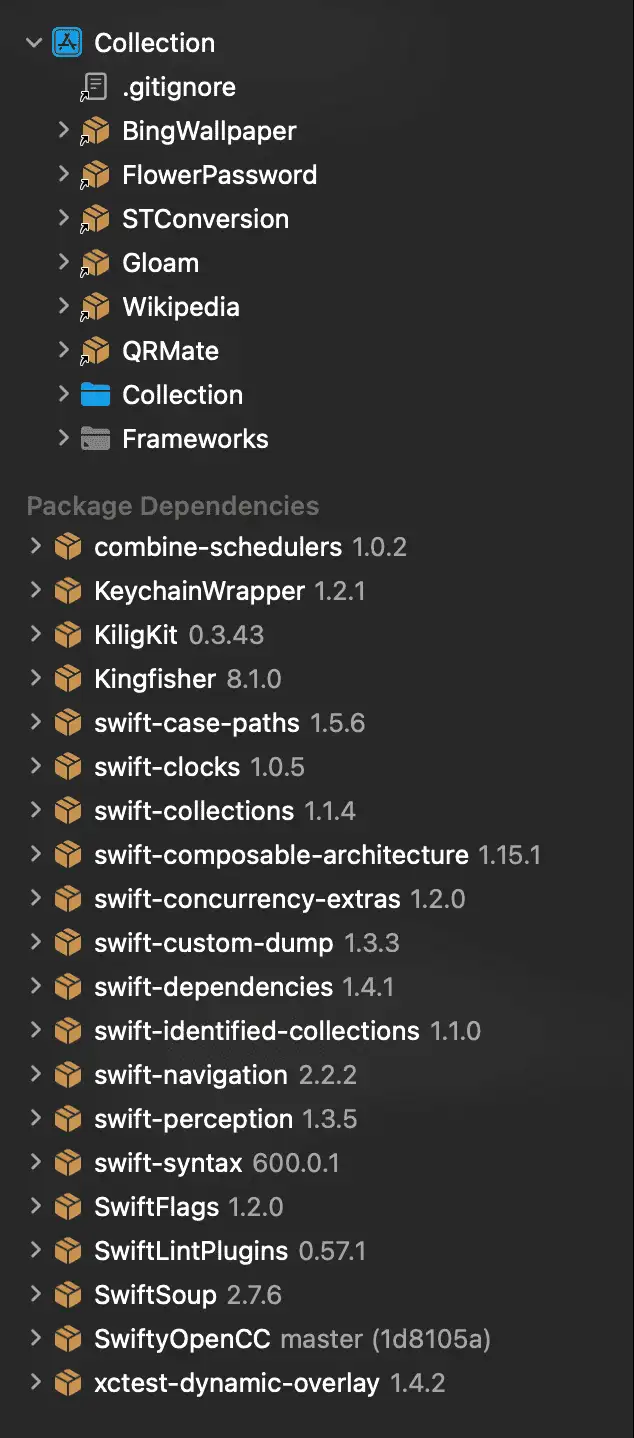 Collection
.gitignore
BingWallpaper
FlowerPassword
STConversion
Gloam
Wikipedia
QRMate
Collection
Frameworks
Package Dependencies
combine-schedulers 1.0.2
KeychainWrapper 1.2.1
KiligKit 0.3.43
Kingfisher 8.1.0
swift-case-paths 1.5.6
swift-clocks 1.0.5
swift-collections 1.1.4
swift-composable-architecture 1.15.1
swift-concurrency-extras 1.2.0
swift-custom-dump 1.3.3
swift-dependencies 1.4.1
swift-identified-collections 1.1.0
swift-navigation 2.2.2
swift-perception 1.3.5
swift-syntax 600.0.1
SwiftFlags 1.2.0
SwiftLintPlugins 0.57.1
SwiftSoup 2.7.6
SwiftyOpenCC master (1d8105a)
xctest-dynamic-overlay 1.4.2